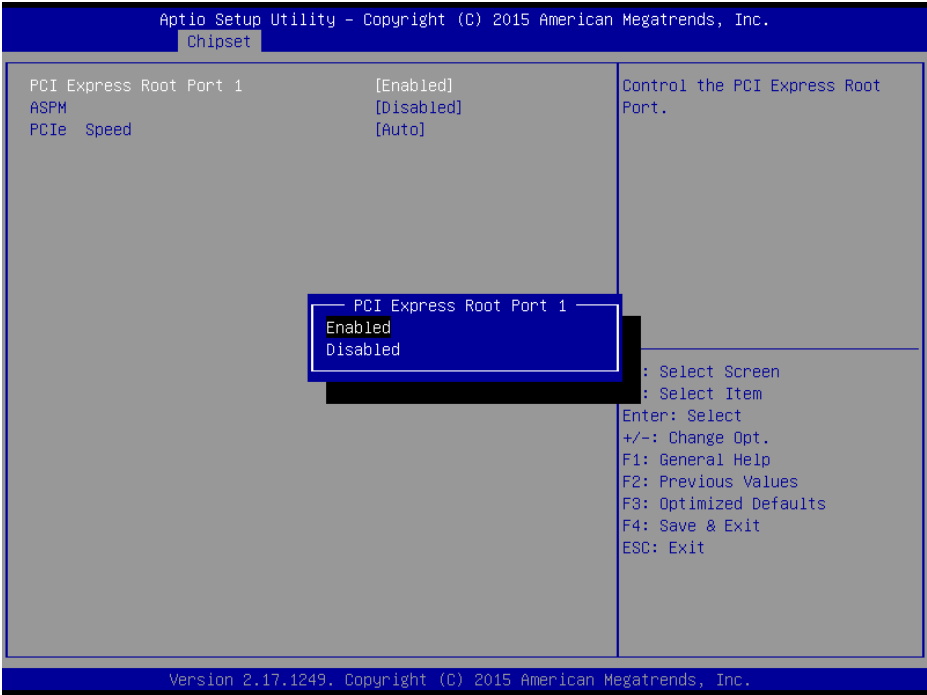 Aptio Setup Utility – Copyright (C) 2015 American Megatrends, Inc.
Chipset
PCI Express Root Port 1 [Enabled]
ASPM [Disabled]
PCIe Speed [Auto]
Control the PCI Express Root
Port.
PCI Express Root Port 1
Enabled
Disabled
: Select Screen
: Select Item
Enter: Select
+/-: Change Opt.
F1: General Help
F2: Previous Values
F3: Optimized Defaults
F4: Save & Exit
ESC: Exit
Version 2.17.1249. Copyright (C) 2015 American Megatrends, Inc.